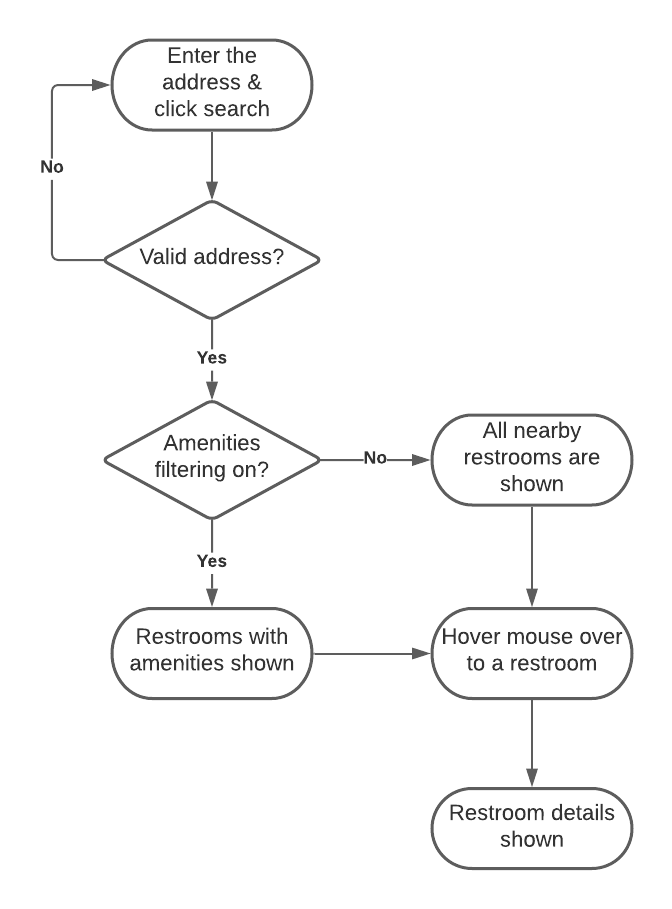 Enter the
address &
click search
No
Valid address?
Yes
Amenities
filtering on?
No
All nearby
restrooms are
shown
Yes
Restrooms with
amenities shown
Hover mouse over
to a restroom
Restroom details
shown